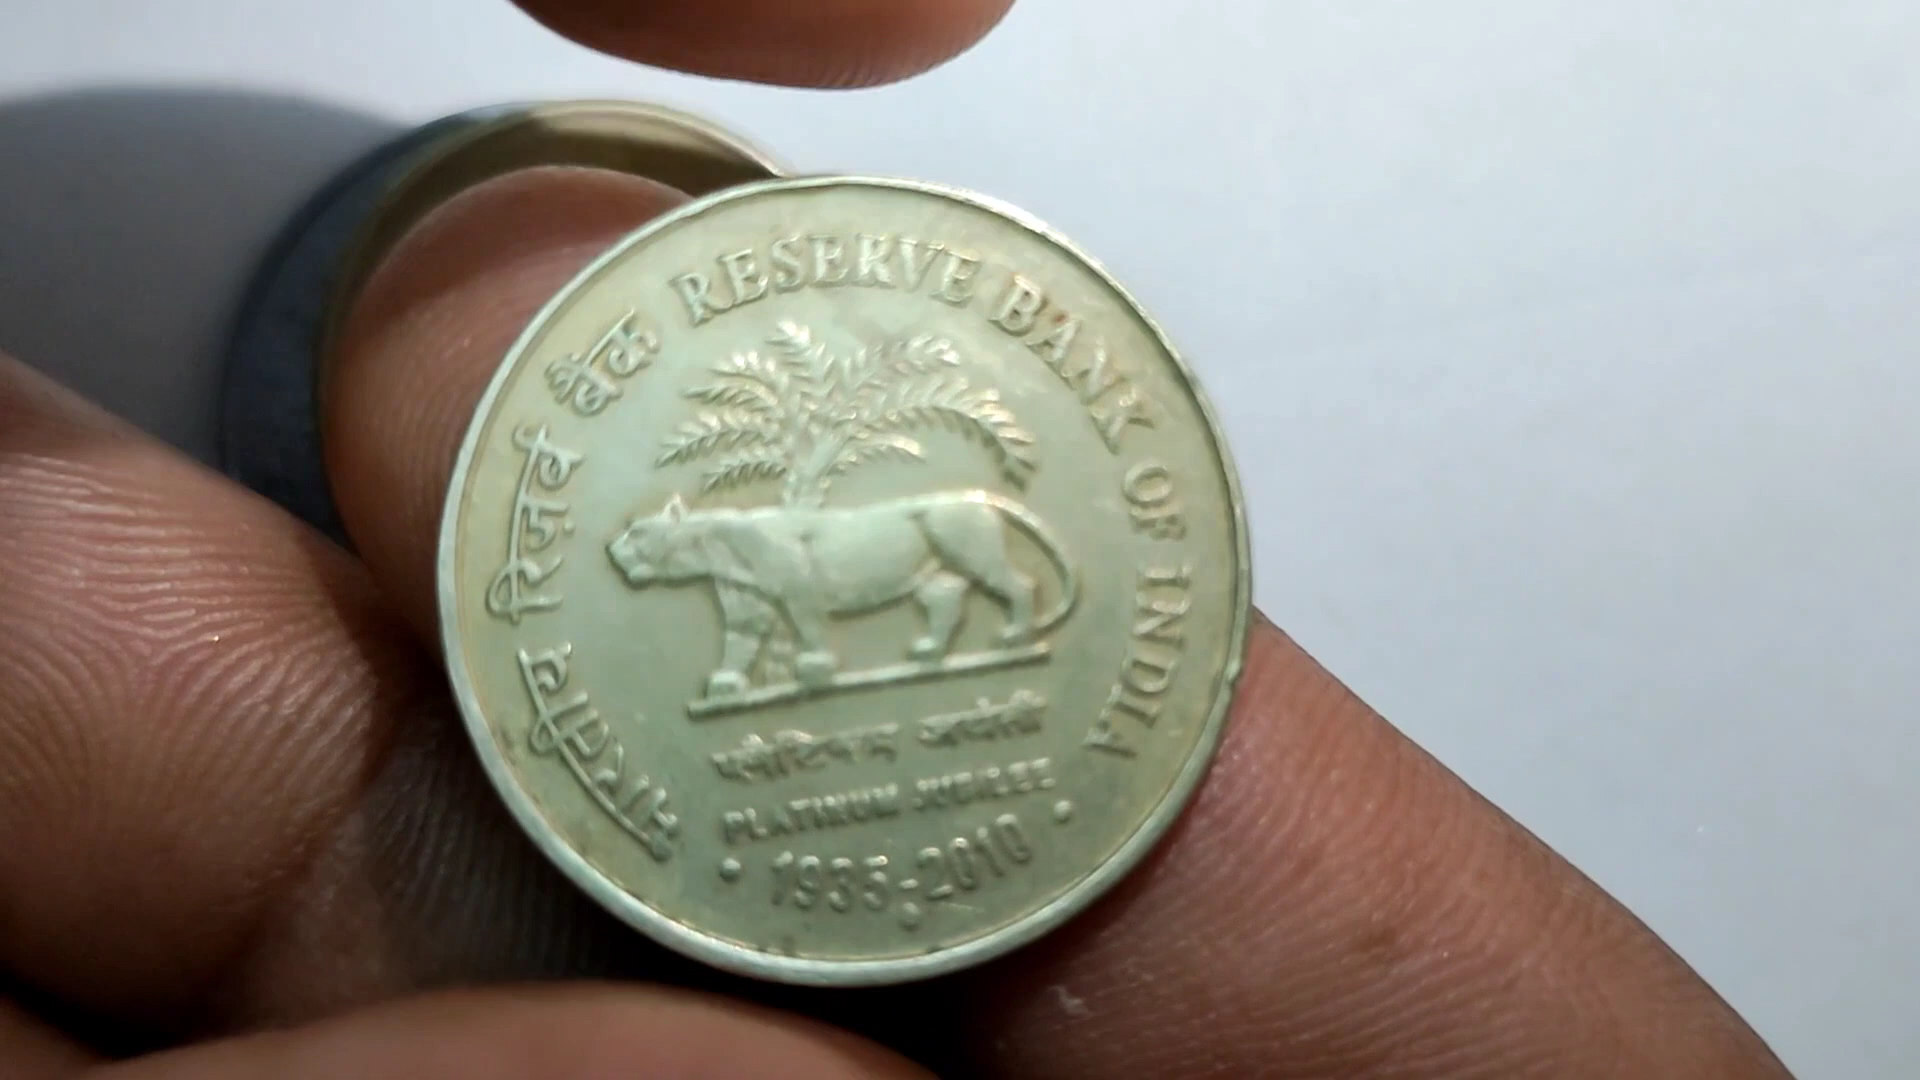 भारतीय रिज़र्व बैंक RESERVE BANK OF INDIA
प्लैटिनम जयंती
PLATINUM JUBILEE
• 1935-2010 •